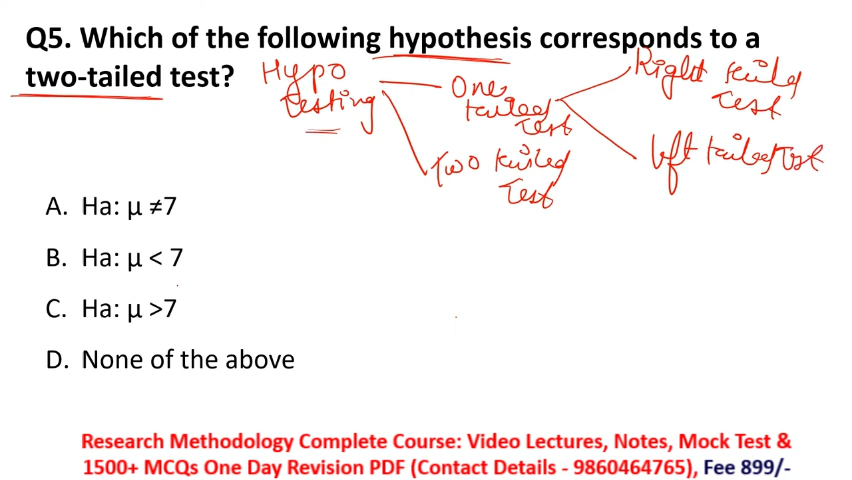 Q5. Which of the following hypothesis corresponds to a
two-tailed test?
Hypo
testing
One
tailed
Test
Two tailed
Test
Right tailed
Test
left tailed Test
A. Ha: µ ≠7
B. Ha: µ < 7
C. Ha: µ >7
D. None of the above
Research Methodology Complete Course: Video Lectures, Notes, Mock Test &
1500+ MCQs One Day Revision PDF (Contact Details - 9860464765), Fee 899/-